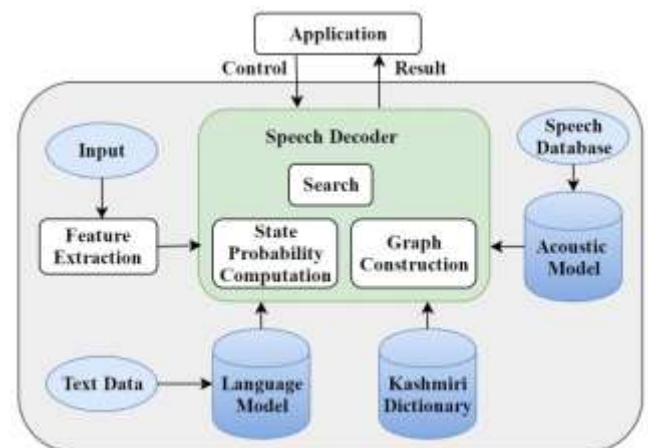 Application
Control
Result
Speech Decoder
Input
Speech
Database
Search
Feature
Extraction
State
Probability
Computation
Graph
Construction
Acoustic
Model
Text Data
Language
Model
Kashmiri
Dictionary